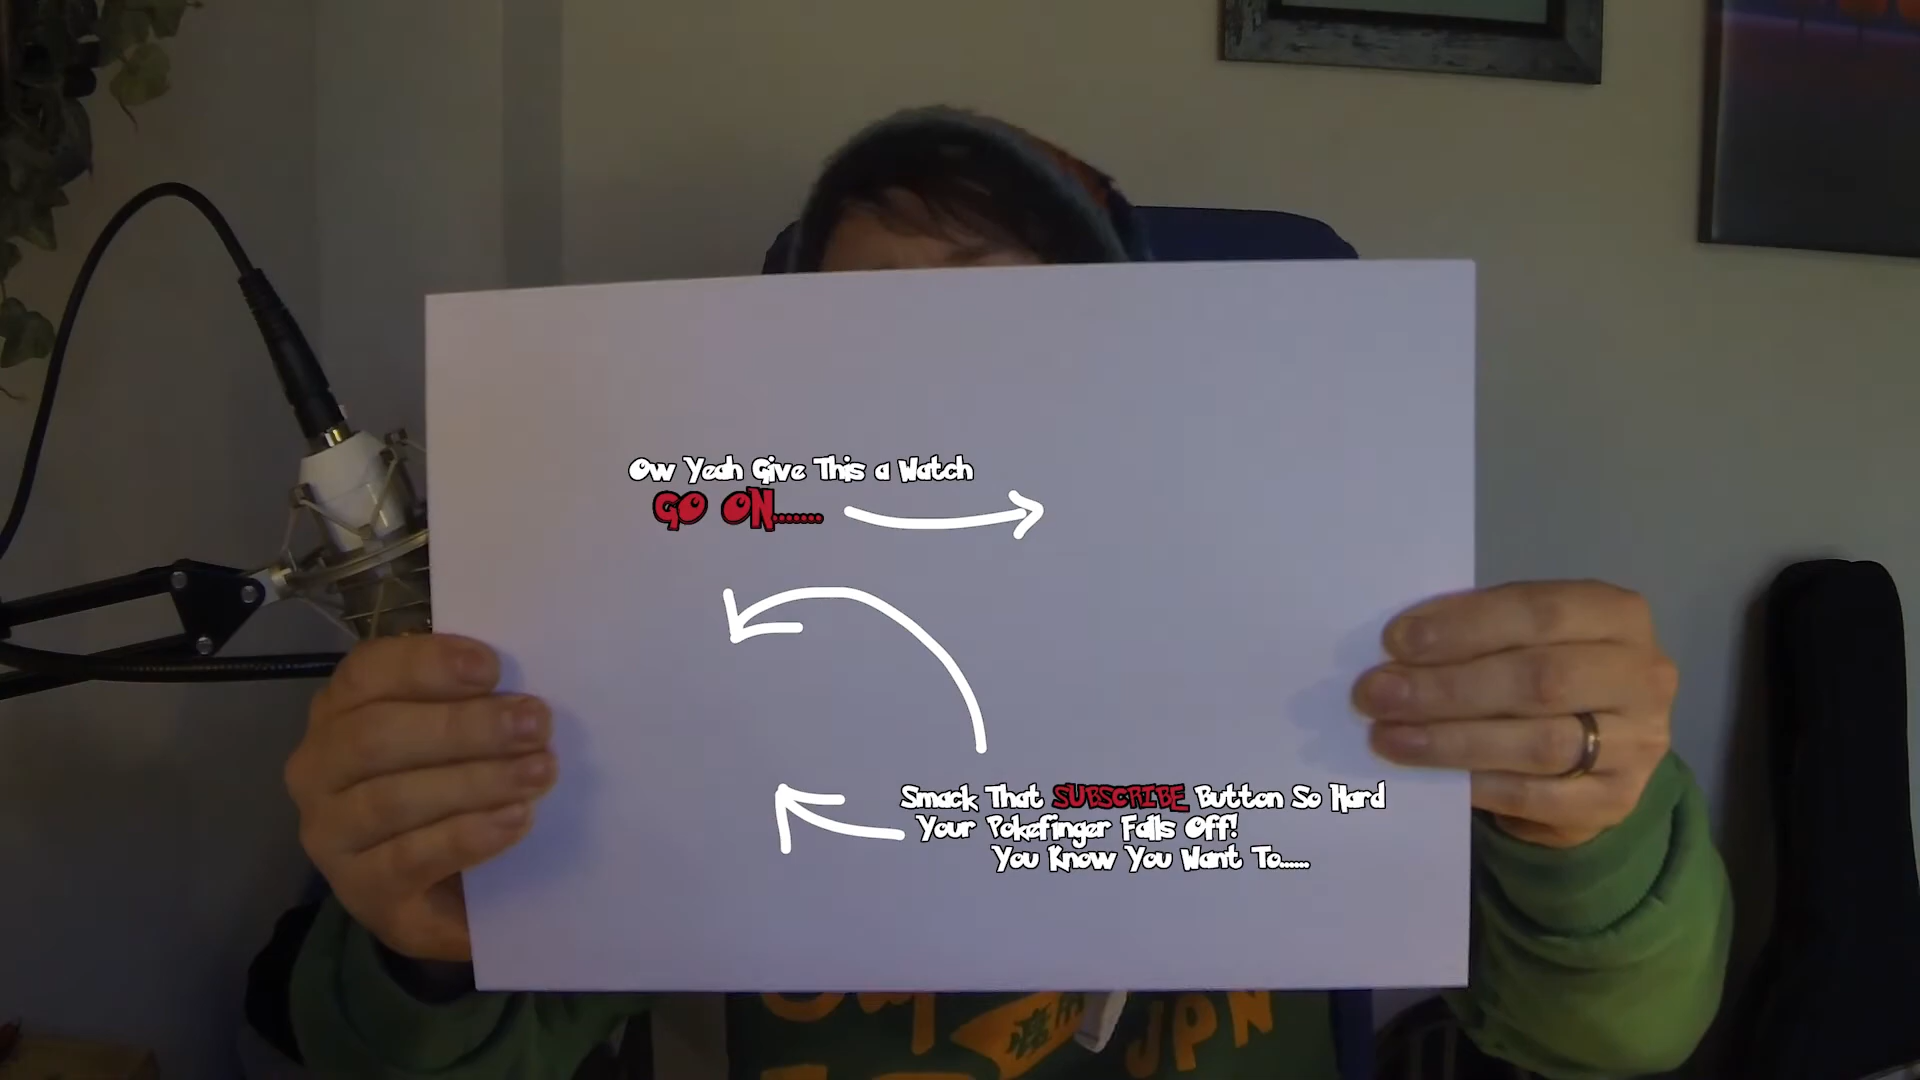 Ow Yeah Give This a Watch
GO ON.......
Smack That SUBSCRIBE Button So Hard
Your Pokefinger Falls Off!
You Know You Want To......
JPN